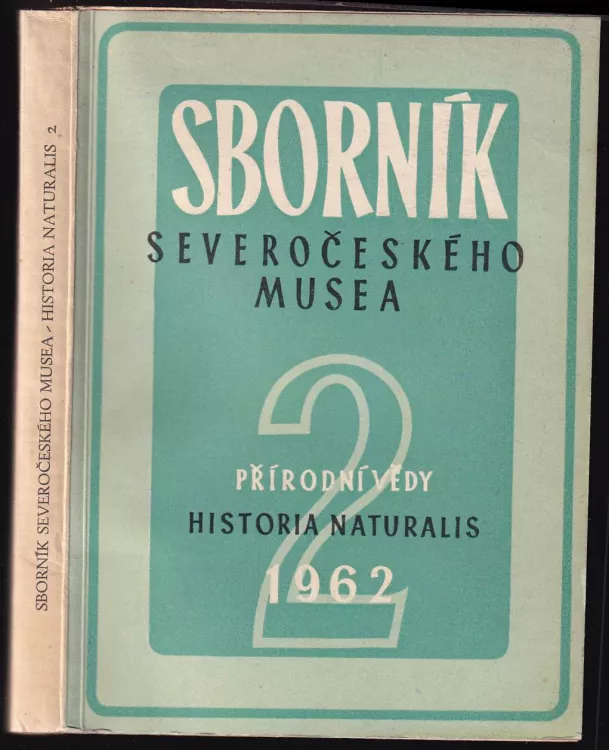 SBORNÍK SEVEROČESKÉHO MUSEA - HISTORIA NATURALIS 2
SBORNÍK
SEVEROČESKÉHO
MUSEA
2
PŘÍRODNÍ VĚDY
HISTORIA NATURALIS
1962